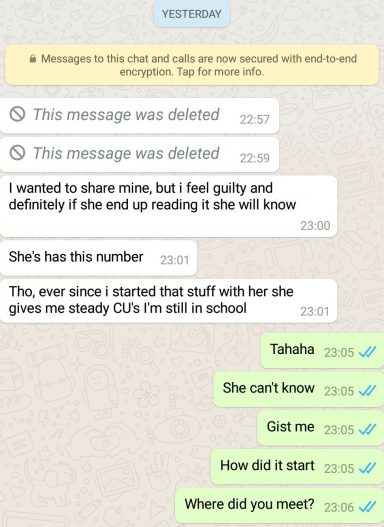 YESTERDAY
Messages to this chat and calls are now secured with end-to-end
encryption. Tap for more info.
This message was deleted 22:57
This message was deleted 22:59
I wanted to share mine, but i feel guilty and
definitely if she end up reading it she will know
23:00
She's has this number 23:01
Tho, ever since i started that stuff with her she
gives me steady CU's I'm still in school 23:01
Tahaha 23:05
She can't know 23:05
Gist me 23:05
How did it start 23:05
Where did you meet? 23:06